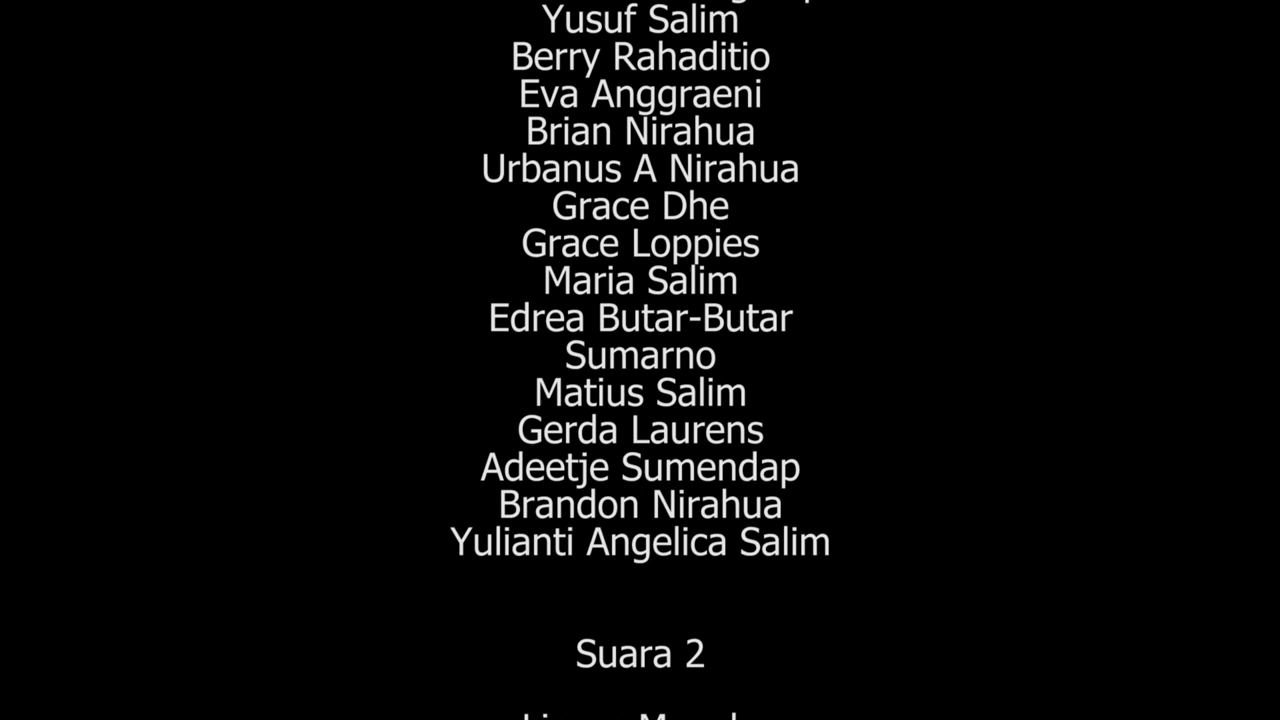 Yusuf Salim
Berry Rahaditio
Eva Anggraeni
Brian Nirahua
Urbanus A Nirahua
Grace Dhe
Grace Loppies
Maria Salim
Edrea Butar-Butar
Sumarno
Matius Salim
Gerda Laurens
Adeetje Sumendap
Brandon Nirahua
Yulianti Angelica Salim
Suara 2